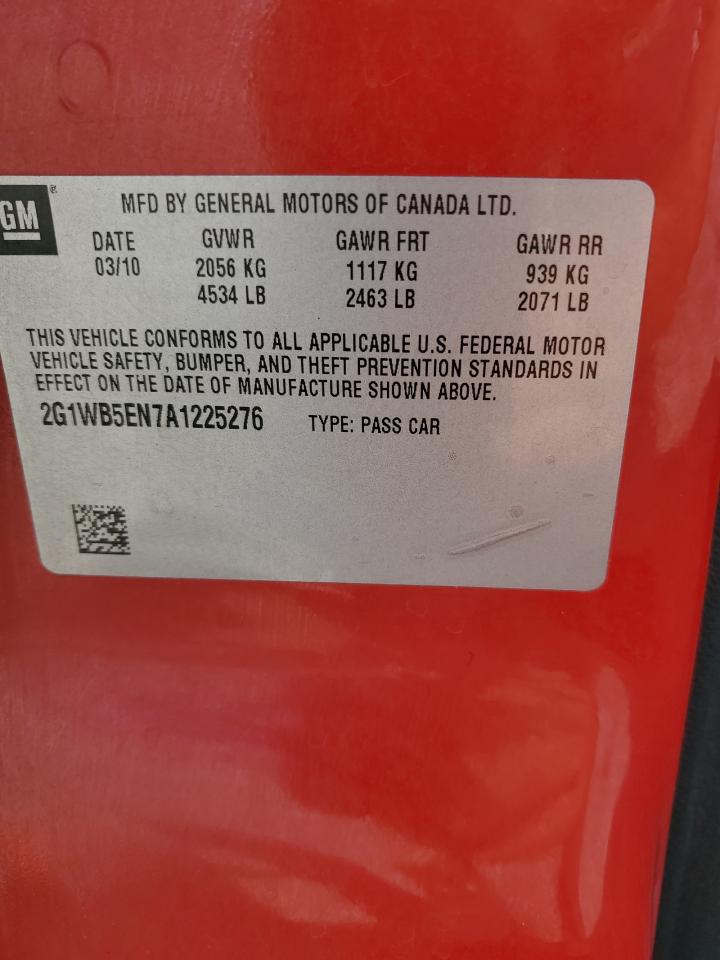 GM®
MFD BY GENERAL MOTORS OF CANADA LTD.
DATE GVWR GAWR FRT GAWR RR
03/10 2056 KG 1117 KG 939 KG
4534 LB 2463 LB 2071 LB
THIS VEHICLE CONFORMS TO ALL APPLICABLE U.S. FEDERAL MOTOR
VEHICLE SAFETY, BUMPER, AND THEFT PREVENTION STANDARDS IN
EFFECT ON THE DATE OF MANUFACTURE SHOWN ABOVE.
2G1WB5EN7A1225276 TYPE: PASS CAR